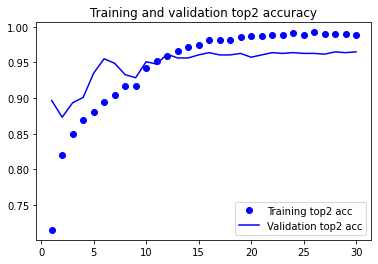 Training and validation top2 accuracy
1.00
0.95
0.90
0.85
0.80
0.75
Training top2 acc
Validation top2 acc
0 5 10 15 20 25 30